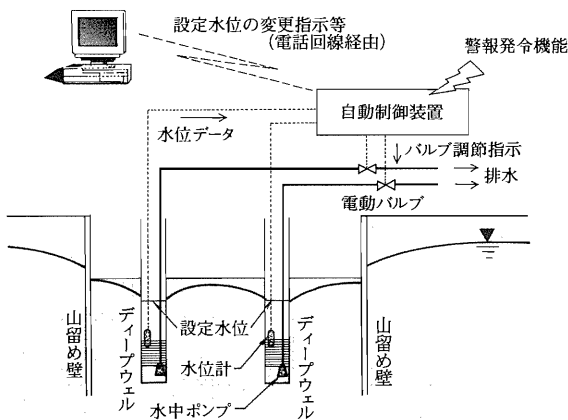 設定水位の変更指示等
(電話回線経由)
警報発令機能
自動制御装置
水位データ
バルブ調節指示
排水
電動バルブ
山留め壁
ディープウェル
設定水位
水位計
水中ポンプ
ディープウェル
山留め壁